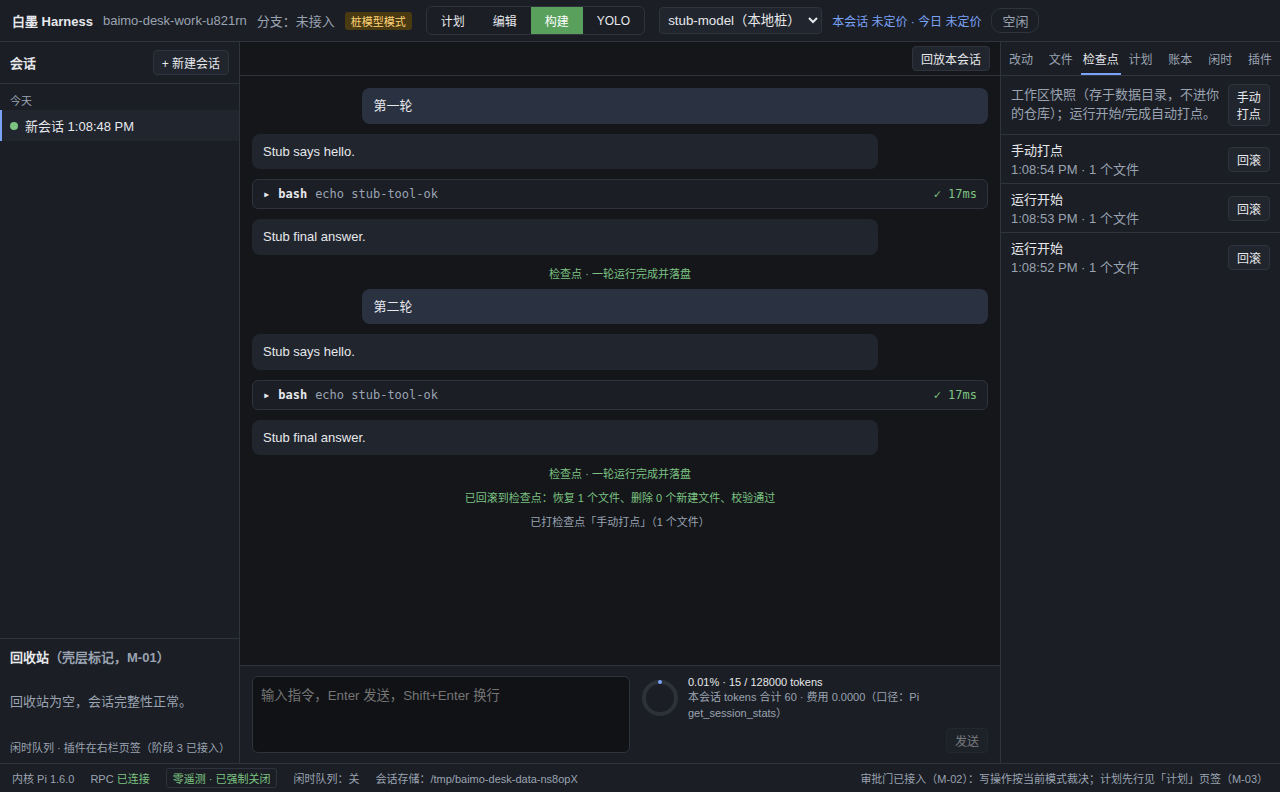 白墨 Harness baimo-desk-work-u821rn 分支：未接入 桩模型模式 计划 编辑 构建 YOLO stub-model（本地桩） 本会话 未定价 · 今日 未定价 空闲
会话 + 新建会话
今天
新会话 1:08:48 PM
回收站（壳层标记，M-01）
回收站为空，会话完整性正常。
闲时队列 · 插件在右栏页签（阶段 3 已接入）
回放本会话
第一轮
Stub says hello.
▸ bash echo stub-tool-ok ✓ 17ms
Stub final answer.
检查点 · 一轮运行完成并落盘
第二轮
Stub says hello.
▸ bash echo stub-tool-ok ✓ 17ms
Stub final answer.
检查点 · 一轮运行完成并落盘
已回滚到检查点：恢复 1 个文件、删除 0 个新建文件、校验通过
已打检查点「手动打点」（1 个文件）
输入指令，Enter 发送，Shift+Enter 换行
0.01% · 15 / 128000 tokens
本会话 tokens 合计 60 · 费用 0.0000（口径：Pi
get_session_stats）
发送
改动 文件 检查点 计划 账本 闲时 插件
工作区快照（存于数据目录，不进你
的仓库）；运行开始/完成自动打点。
手动
打点
手动打点
1:08:54 PM · 1 个文件
回滚
运行开始
1:08:53 PM · 1 个文件
回滚
运行开始
1:08:52 PM · 1 个文件
回滚
内核 Pi 1.6.0 RPC 已连接 零遥测 · 已强制关闭 闲时队列：关 会话存储：/tmp/baimo-desk-data-ns8opX 审批门已接入（M-02）：写操作按当前模式裁决；计划先行见「计划」页签（M-03）